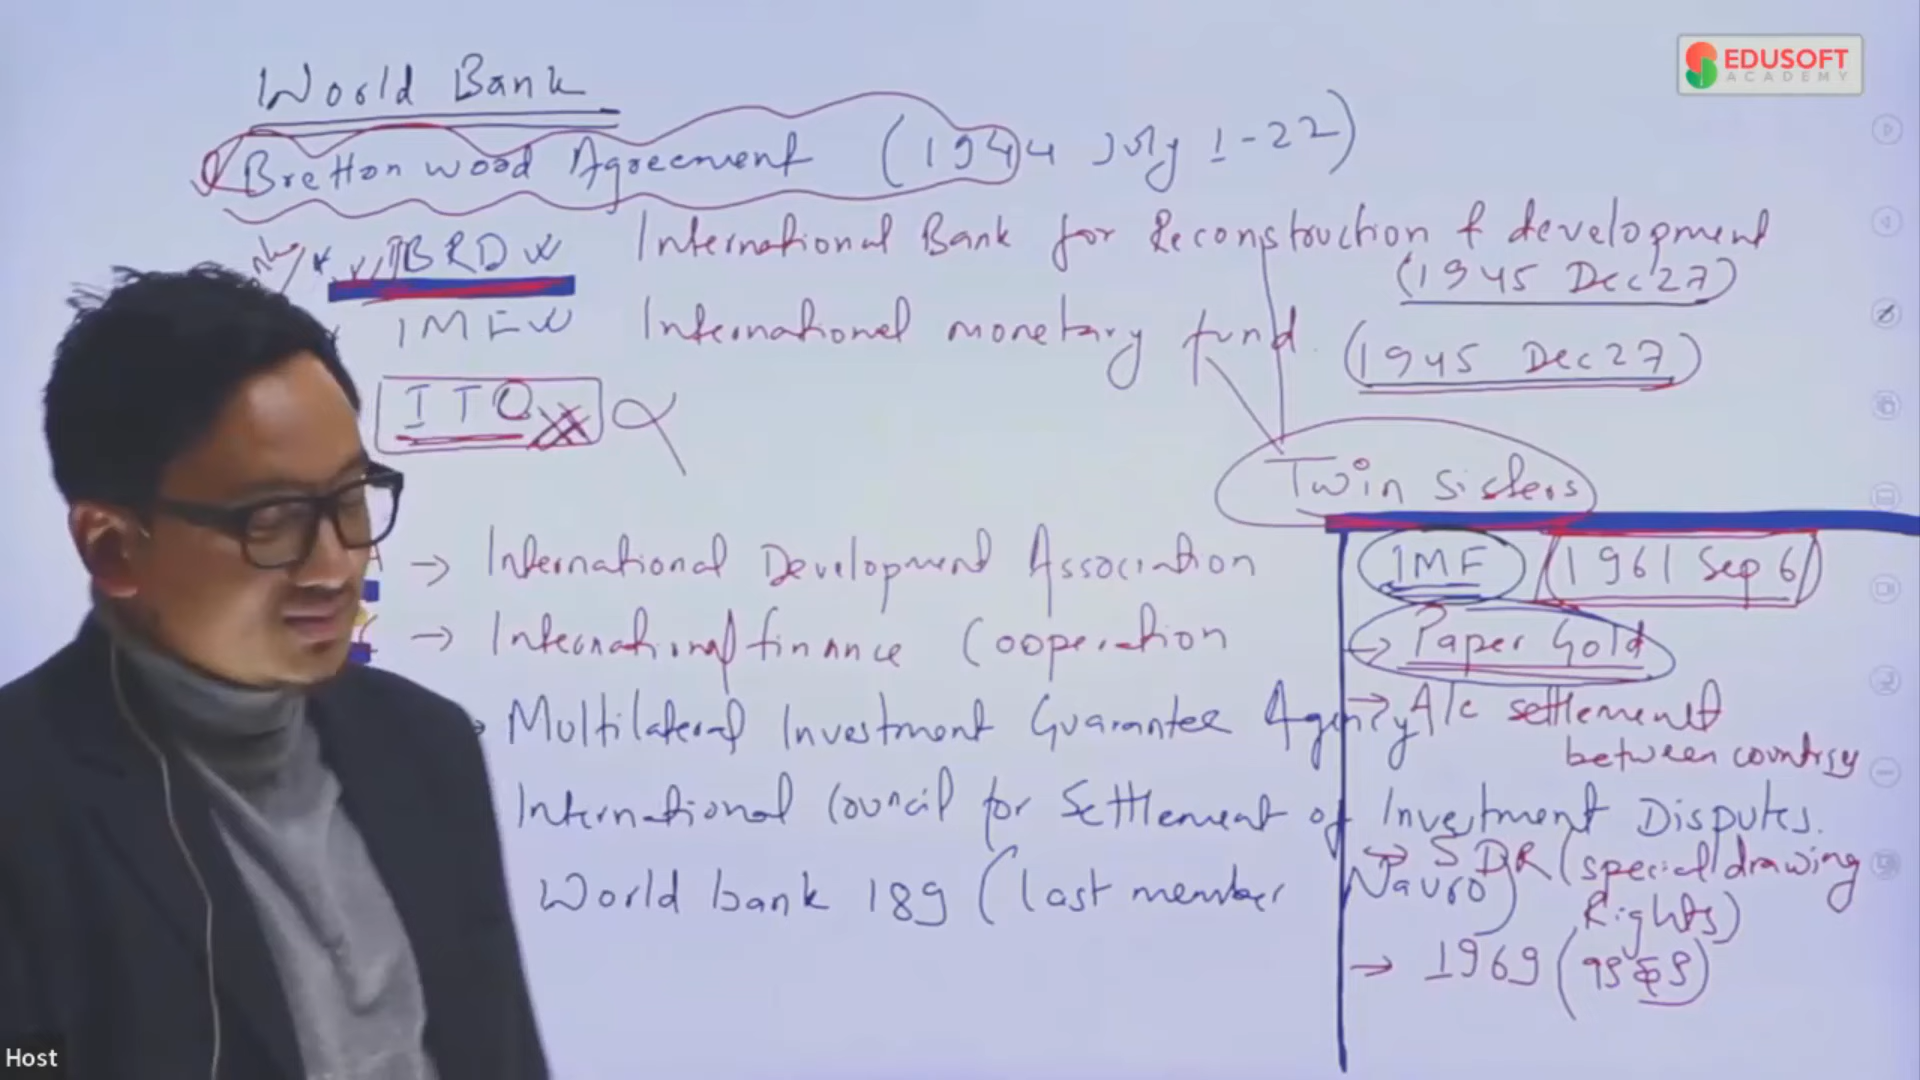 EDUSOFT
ACADEMY
World Bank
Bretton wood Agreement (1944 July 1-22)
IBRD International Bank for Reconstruction & development
(1945 Dec 27)
IMF International monetary fund (1945 Dec 27)
ITO
Twin Sisters
→ International Development Association
→ International finance Cooperation
Multilateral Investment Guarantee Agency
International Council for Settlement of Investment Disputes.
World bank 189 (last member Nauro)
IMF (1961 Sep 6)
→ Paper Gold
→ A/c settlement
between country
→ SDR (special drawing
Rights)
→ 1969
Host